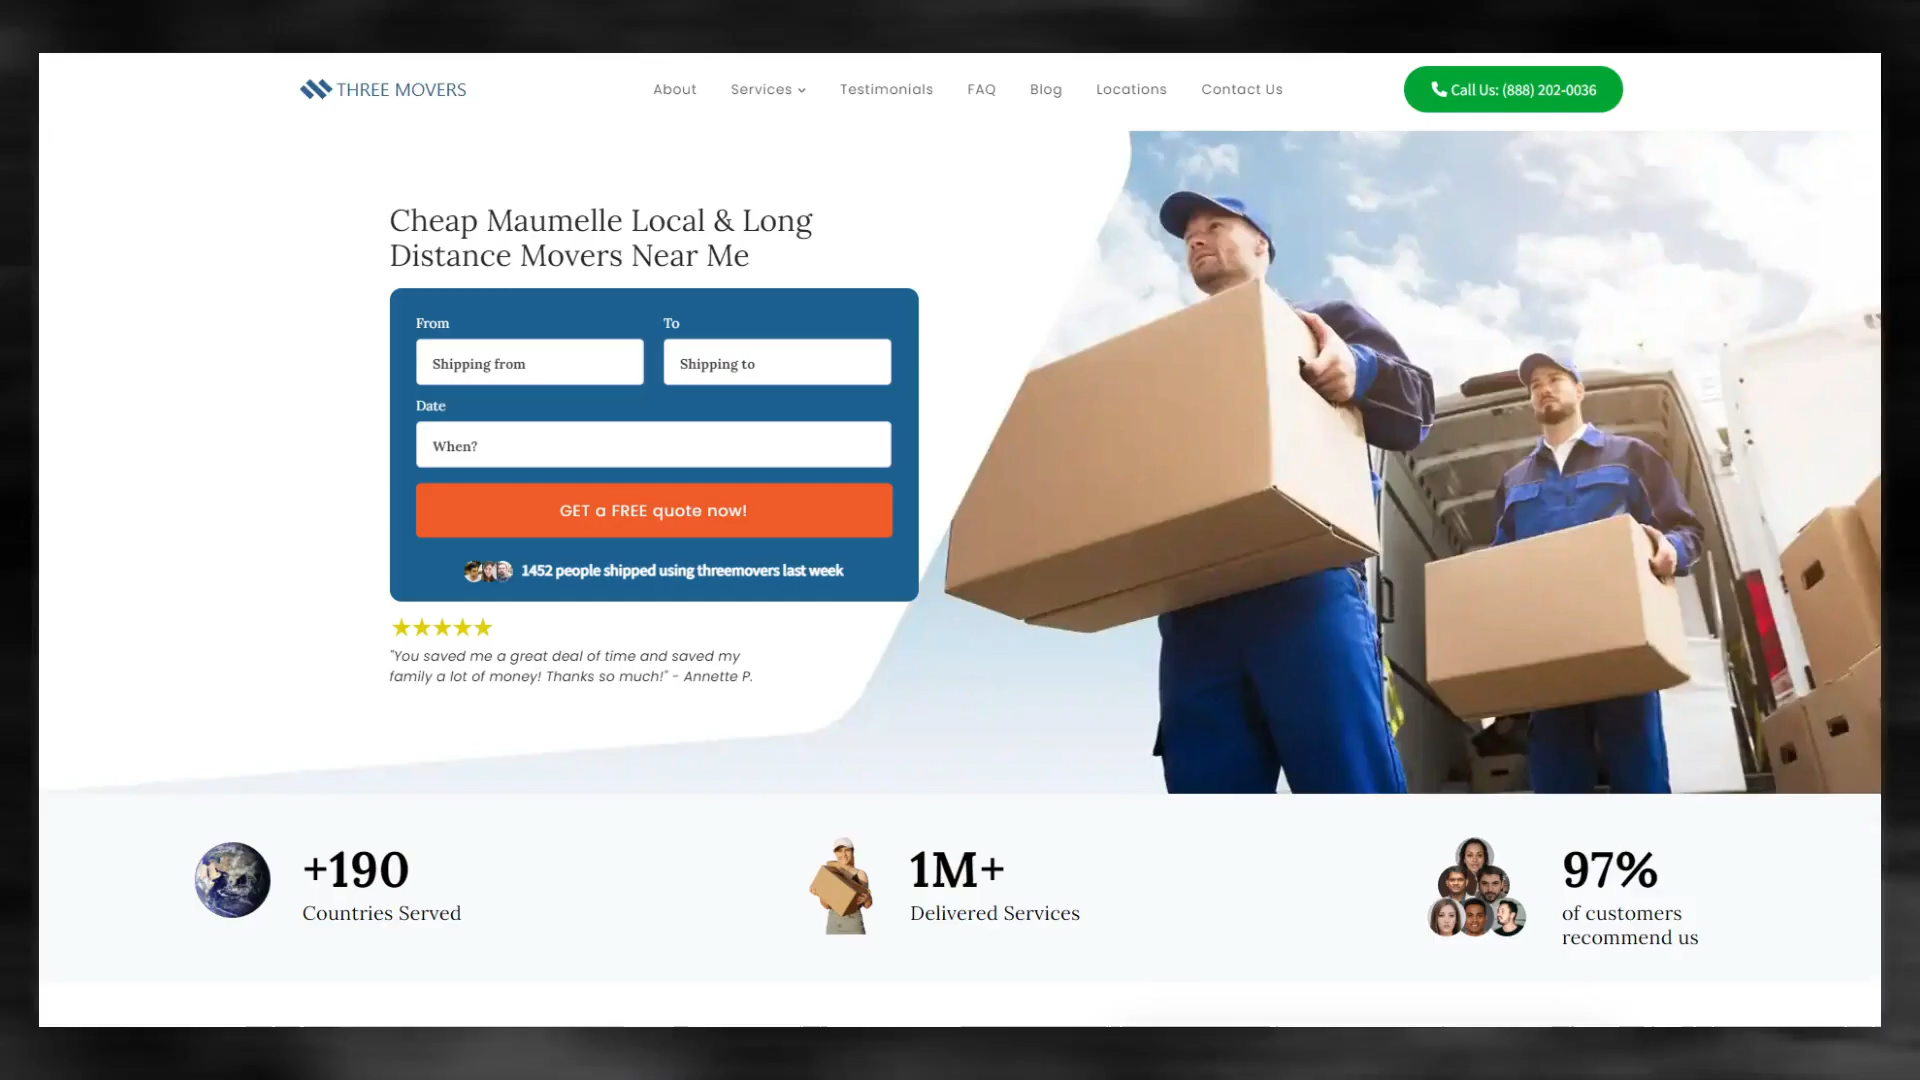 THREE MOVERS
About
Services
Testimonials
FAQ
Blog
Locations
Contact Us
Call Us: (888) 202-0036
Cheap Maumelle Local & Long
Distance Movers Near Me
From
To
Shipping from
Shipping to
Date
When?
GET a FREE quote now!
1452 people shipped using threemovers last week
"You saved me a great deal of time and saved my
family a lot of money! Thanks so much!" - Annette P.
+190
Countries Served
1M+
Delivered Services
97%
of customers
recommend us